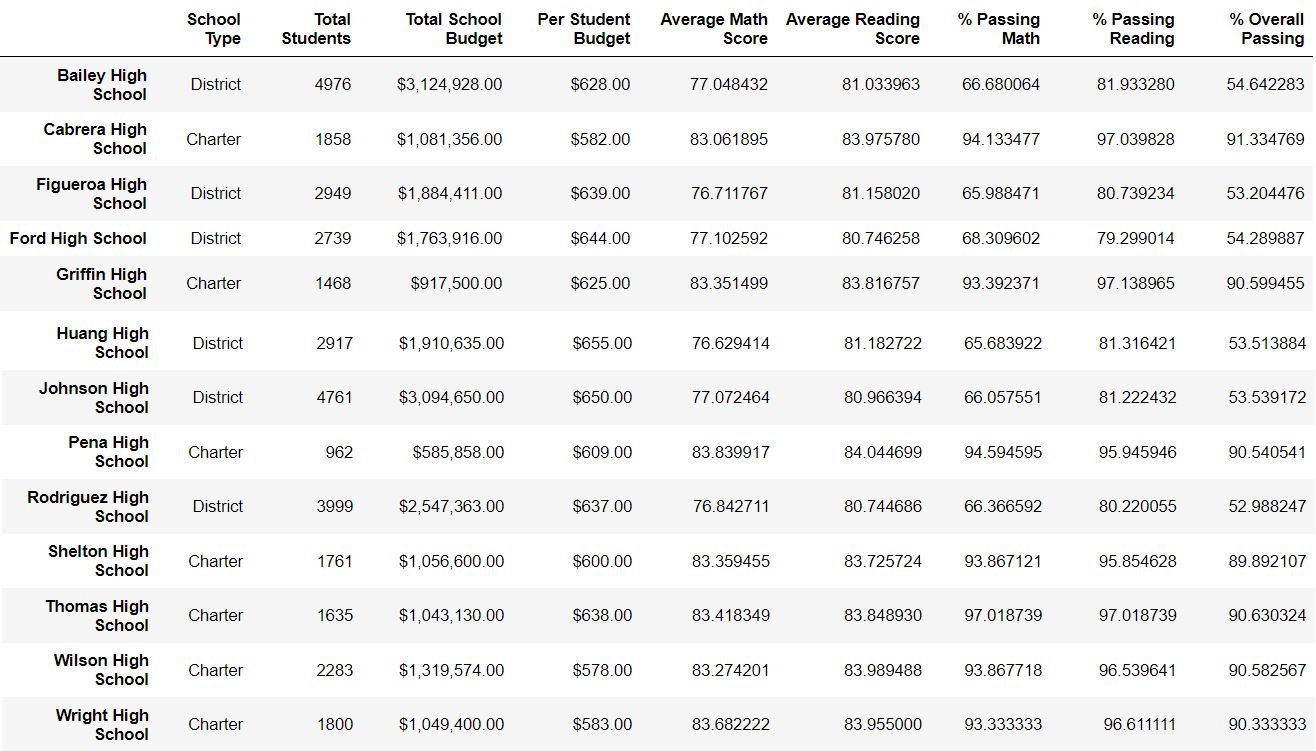 School Type Total Students Total School Budget Per Student Budget Average Math Score Average Reading Score % Passing Math % Passing Reading % Overall Passing
Bailey High School District 4976 $3,124,928.00 $628.00 77.048432 81.033963 66.680064 81.933280 54.642283
Cabrera High School Charter 1858 $1,081,356.00 $582.00 83.061895 83.975780 94.133477 97.039828 91.334769
Figueroa High School District 2949 $1,884,411.00 $639.00 76.711767 81.158020 65.988471 80.739234 53.204476
Ford High School District 2739 $1,763,916.00 $644.00 77.102592 80.746258 68.309602 79.299014 54.289887
Griffin High School Charter 1468 $917,500.00 $625.00 83.351499 83.816757 93.392371 97.138965 90.599455
Huang High School District 2917 $1,910,635.00 $655.00 76.629414 81.182722 65.683922 81.316421 53.513884
Johnson High School District 4761 $3,094,650.00 $650.00 77.072464 80.966394 66.057551 81.222432 53.539172
Pena High School Charter 962 $585,858.00 $609.00 83.839917 84.044699 94.594595 95.945946 90.540541
Rodriguez High School District 3999 $2,547,363.00 $637.00 76.842711 80.744686 66.366592 80.220055 52.988247
Shelton High School Charter 1761 $1,056,600.00 $600.00 83.359455 83.725724 93.867121 95.854628 89.892107
Thomas High School Charter 1635 $1,043,130.00 $638.00 83.418349 83.848930 97.018739 97.018739 90.630324
Wilson High School Charter 2283 $1,319,574.00 $578.00 83.274201 83.989488 93.867718 96.539641 90.582567
Wright High School Charter 1800 $1,049,400.00 $583.00 83.682222 83.955000 93.333333 96.611111 90.333333